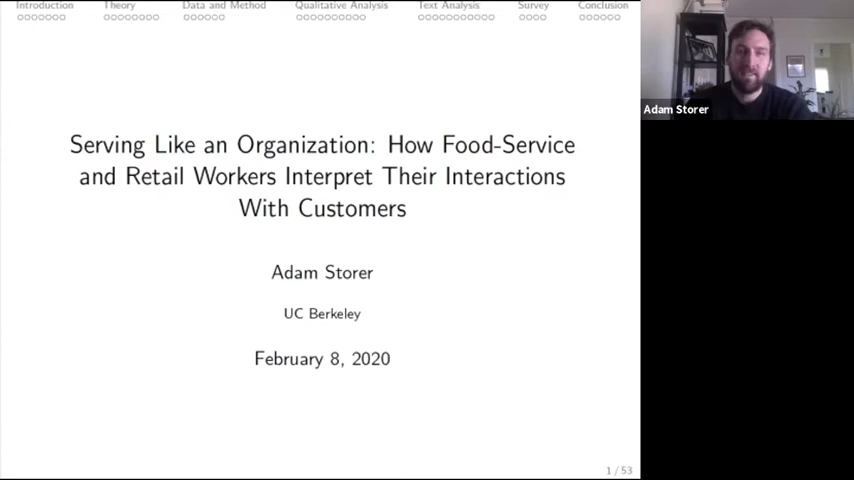 Introduction Theory Data and Method Qualitative Analysis Text Analysis Survey Conclusion
Serving Like an Organization: How Food-Service
and Retail Workers Interpret Their Interactions
With Customers
Adam Storer
UC Berkeley
February 8, 2020
1 / 53
Adam Storer